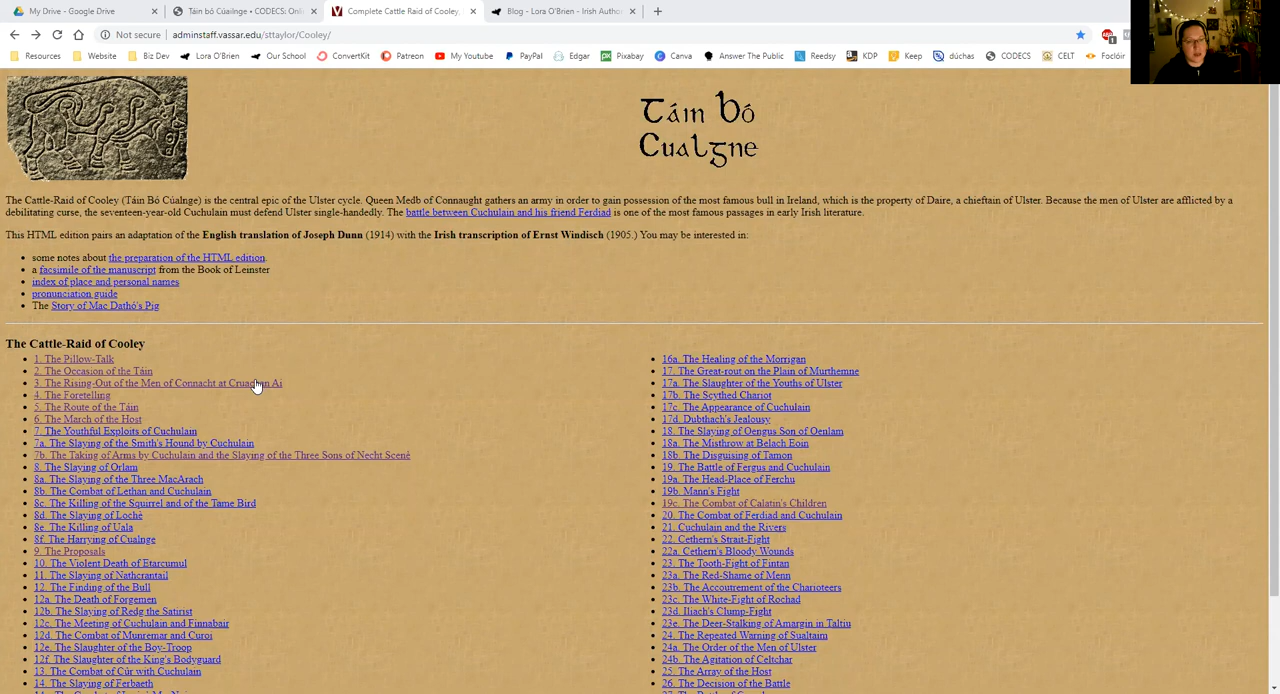 My Drive - Google Drive
Táin bó Cúailnge • CODECS: Onli
Complete Cattle Raid of Cooley,
Blog - Lora O'Brien - Irish Autho
Not secure
adminstaff.vassar.edu/sttaylor/Cooley/
Resources
Website
Biz Dev
Lora O'Brien
Our School
ConvertKit
Patreon
My Youtube
PayPal
Edgar
Pixabay
Canva
Answer The Public
Reedsy
KDP
Keep
dúchas
CODECS
CELT
Foclóir
Táin bó
Cualgne
The Cattle-Raid of Cooley (Táin Bó Cúalnge) is the central epic of the Ulster cycle. Queen Medb of Connaught gathers an army in order to gain possession of the most famous bull in Ireland, which is the property of Daire, a chieftain of Ulster. Because the men of Ulster are afflicted by a
debilitating curse, the seventeen-year-old Cuchulain must defend Ulster single-handedly. The battle between Cuchulain and his friend Ferdiad is one of the most famous passages in early Irish literature.
This HTML edition pairs an adaptation of the English translation of Joseph Dunn (1914) with the Irish transcription of Ernst Windisch (1905.) You may be interested in:
some notes about the preparation of the HTML edition.
a facsimile of the manuscript from the Book of Leinster
index of place and personal names
pronunciation guide
The Story of Mac Dathó's Pig
The Cattle-Raid of Cooley
1. The Pillow-Talk
2. The Occasion of the Táin
3. The Rising-Out of the Men of Connacht at Cruachan Ai
4. The Foretelling
5. The Route of the Táin
6. The March of the Host
7. The Youthful Exploits of Cuchulain
7a. The Slaying of the Smith's Hound by Cuchulain
7b. The Taking of Arms by Cuchulain and the Slaying of the Three Sons of Necht Scenè
8. The Slaying of Orlam
8a. The Slaying of the Three MacArach
8b. The Combat of Lethan and Cuchulain
8c. The Killing of the Squirrel and of the Tame Bird
8d. The Slaying of Lochè
8e. The Killing of Uala
8f. The Harrying of Cualnge
9. The Proposals
10. The Violent Death of Etarcumul
11. The Slaying of Nathcrantail
12. The Finding of the Bull
12a. The Death of Forgemen
12b. The Slaying of Redg the Satirist
12c. The Meeting of Cuchulain and Finnabair
12d. The Combat of Munremar and Curoi
12e. The Slaughter of the Boy-Troop
12f. The Slaughter of the King's Bodyguard
13. The Combat of Cûr with Cuchulain
14. The Slaying of Ferbaeth
16a. The Healing of the Morrigan
17. The Great-rout on the Plain of Murthemne
17a. The Slaughter of the Youths of Ulster
17b. The Scythed Chariot
17c. The Appearance of Cuchulain
17d. Dubthach's Jealousy
18. The Slaying of Oengus Son of Oenlam
18a. The Misthrow at Belach Eoin
18b. The Disguising of Tamon
19. The Battle of Fergus and Cuchulain
19a. The Head-Place of Ferchu
19b. Mann's Fight
19c. The Combat of Calatin's Children
20. The Combat of Ferdiad and Cuchulain
21. Cuchulain and the Rivers
22. Cethern's Strait-Fight
22a. Cethern's Bloody Wounds
23. The Tooth-Fight of Fintan
23a. The Red-Shame of Menn
23b. The Accoutrement of the Charioteers
23c. The White-Fight of Rochad
23d. Iliach's Clump-Fight
23e. The Deer-Stalking of Amargin in Taltiu
24. The Repeated Warning of Sualtaim
24a. The Order of the Men of Ulster
24b. The Agitation of Celtchar
25. The Array of the Host
26. The Decision of the Battle